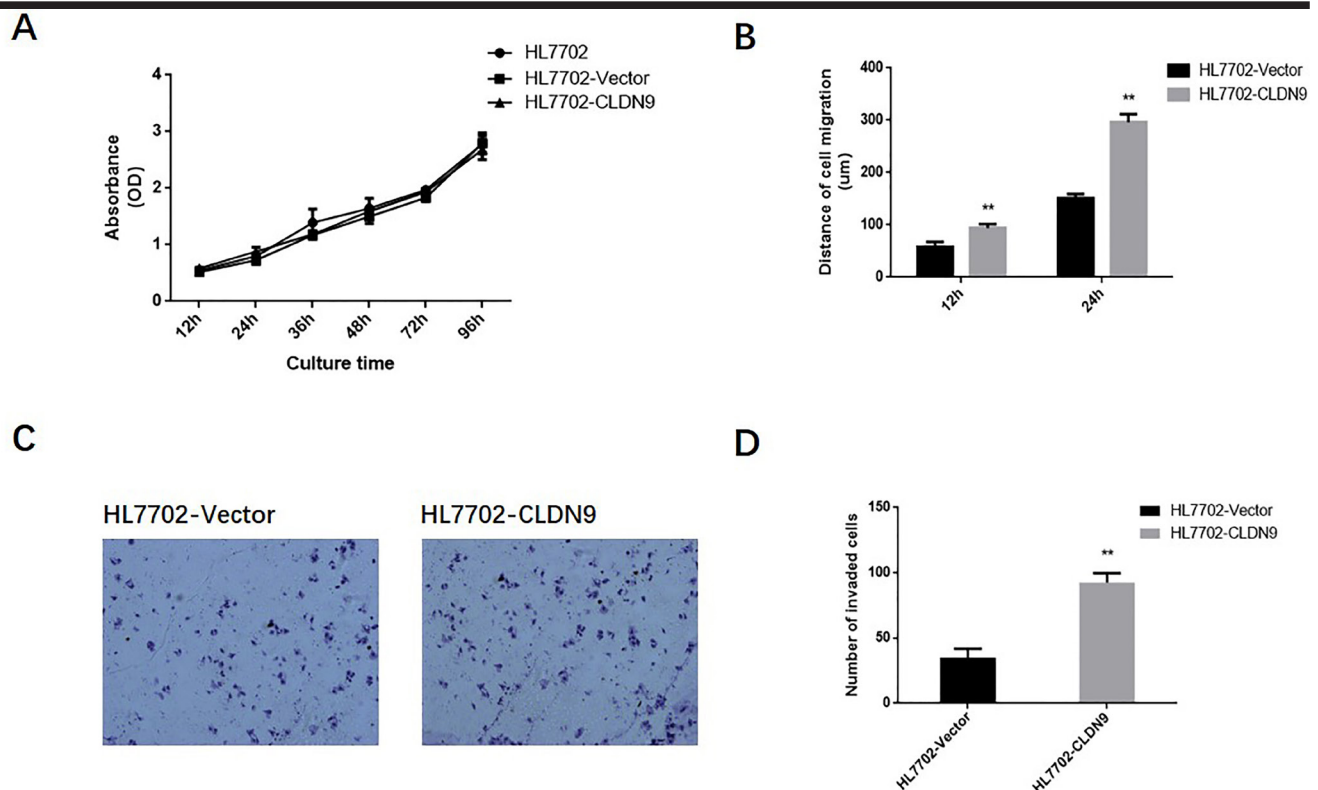 A
HL7702
HL7702-Vector
HL7702-CLDN9
4
3
2
1
0
Absorbance
(OD)
12h
24h
36h
48h
72h
96h
Culture time
B
HL7702-Vector
HL7702-CLDN9
400
300
200
100
0
Distance of cell migration
(um)
**
**
12h
24h
C
HL7702-Vector
HL7702-CLDN9
D
HL7702-Vector
HL7702-CLDN9
150
100
50
0
Number of invaded cells
**
HL7702-Vector
HL7702-CLDN9